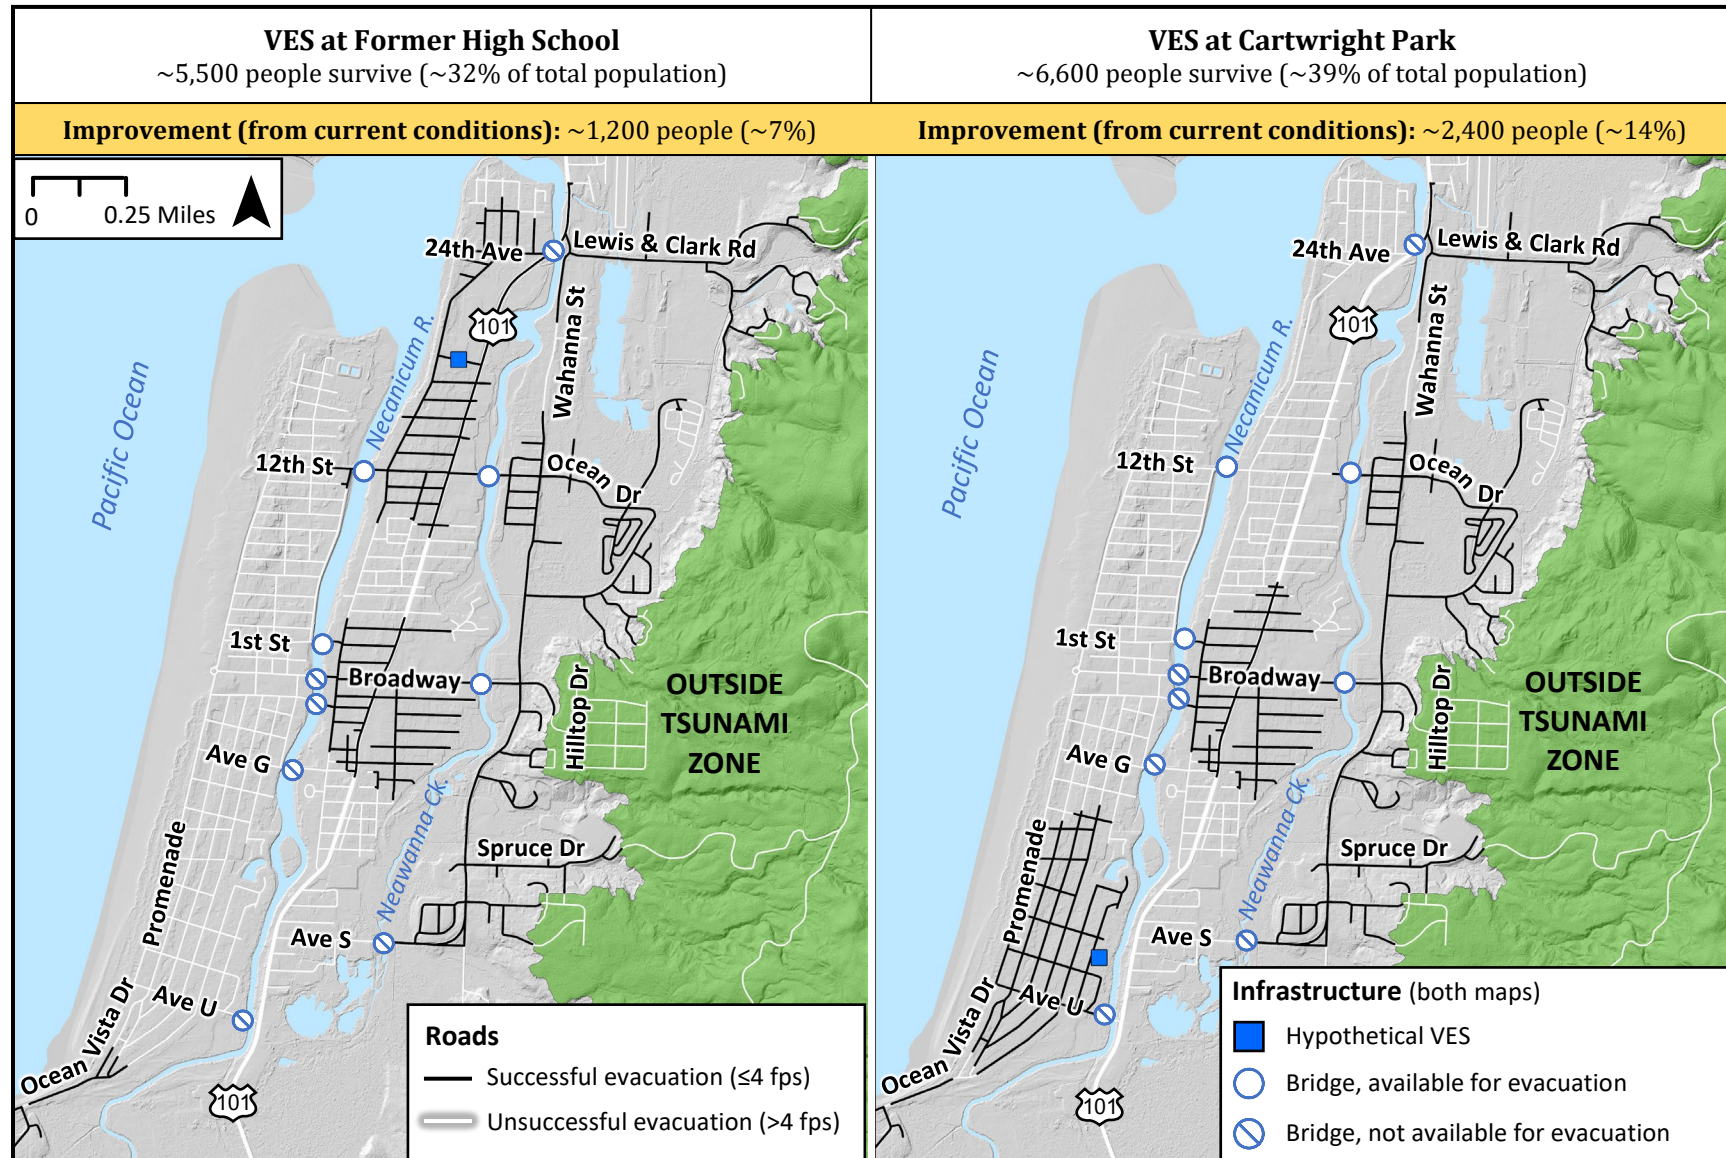 VES at Former High School
~5,500 people survive (~32% of total population)
Improvement (from current conditions): ~1,200 people (~7%)
VES at Cartwright Park
~6,600 people survive (~39% of total population)
Improvement (from current conditions): ~2,400 people (~14%)
0 0.25 Miles
24th Ave
Lewis & Clark Rd
101
Wahanna St
Necanicum R.
Pacific Ocean
12th St
Ocean Dr
1st St
Broadway
Hilltop Dr
OUTSIDE
TSUNAMI
ZONE
Ave G
Neawanna Ck.
Promenade
Spruce Dr
Ave S
Ave U
Ocean Vista Dr
101
Roads
Successful evacuation (≤4 fps)
Unsuccessful evacuation (>4 fps)
24th Ave
Lewis & Clark Rd
101
Wahanna St
Necanicum R.
Pacific Ocean
12th St
Ocean Dr
1st St
Broadway
Hilltop Dr
OUTSIDE
TSUNAMI
ZONE
Ave G
Neawanna Ck.
Promenade
Spruce Dr
Ave S
Ave U
Ocean Vista Dr
101
Infrastructure (both maps)
Hypothetical VES
Bridge, available for evacuation
Bridge, not available for evacuation